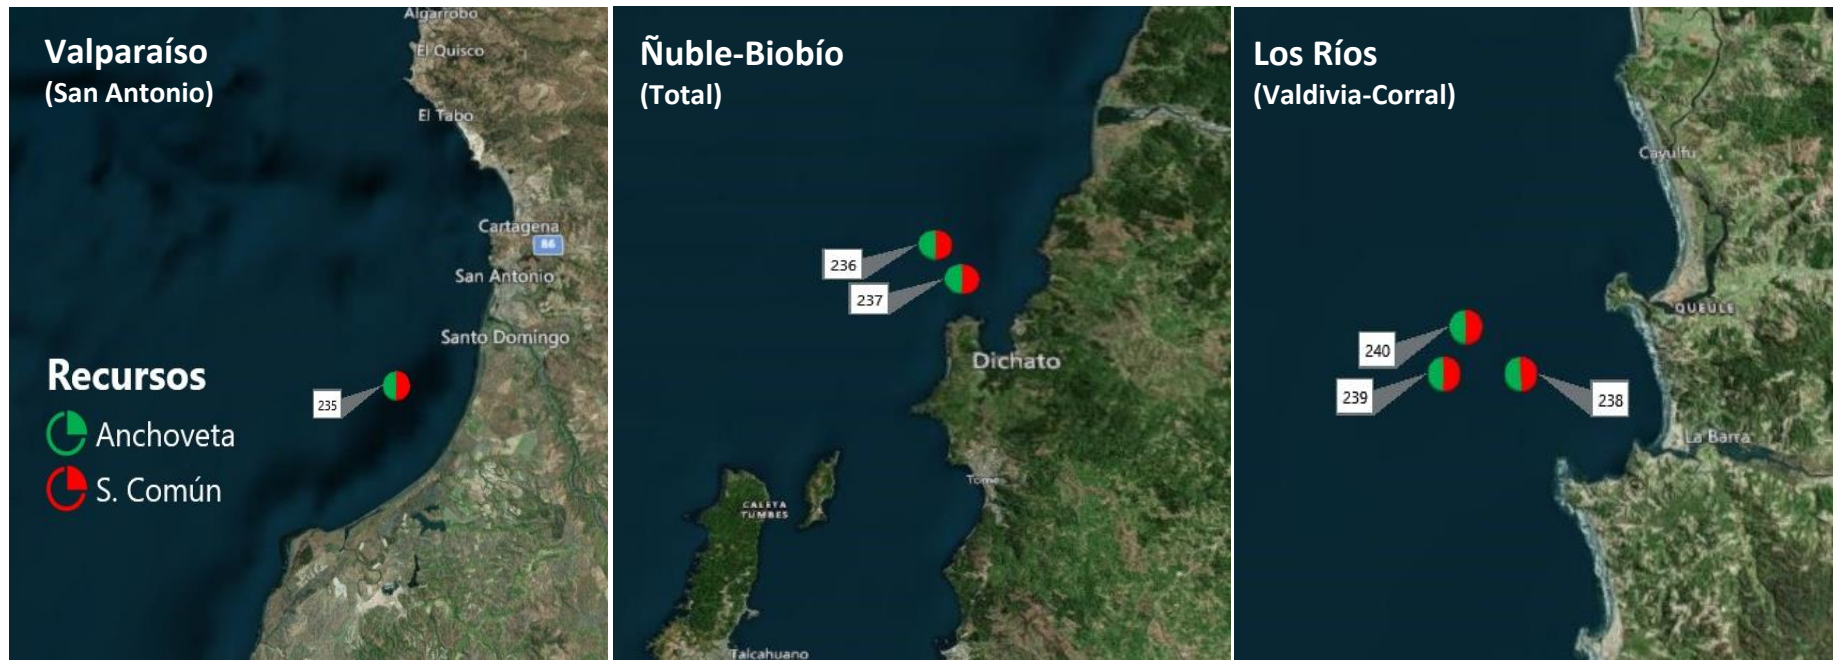 Valparaíso
(San Antonio)
Algarrobo
El Quisco
El Tabo
Cartagena
86
San Antonio
Santo Domingo
235
Recursos
Anchoveta
S. Común
Ñuble-Biobío
(Total)
236
237
Dichato
Tome
CALETA
TUMBES
Talcahuano
Los Ríos
(Valdivia-Corral)
Cayulfu
QUEULE
240
239
238
La Barra